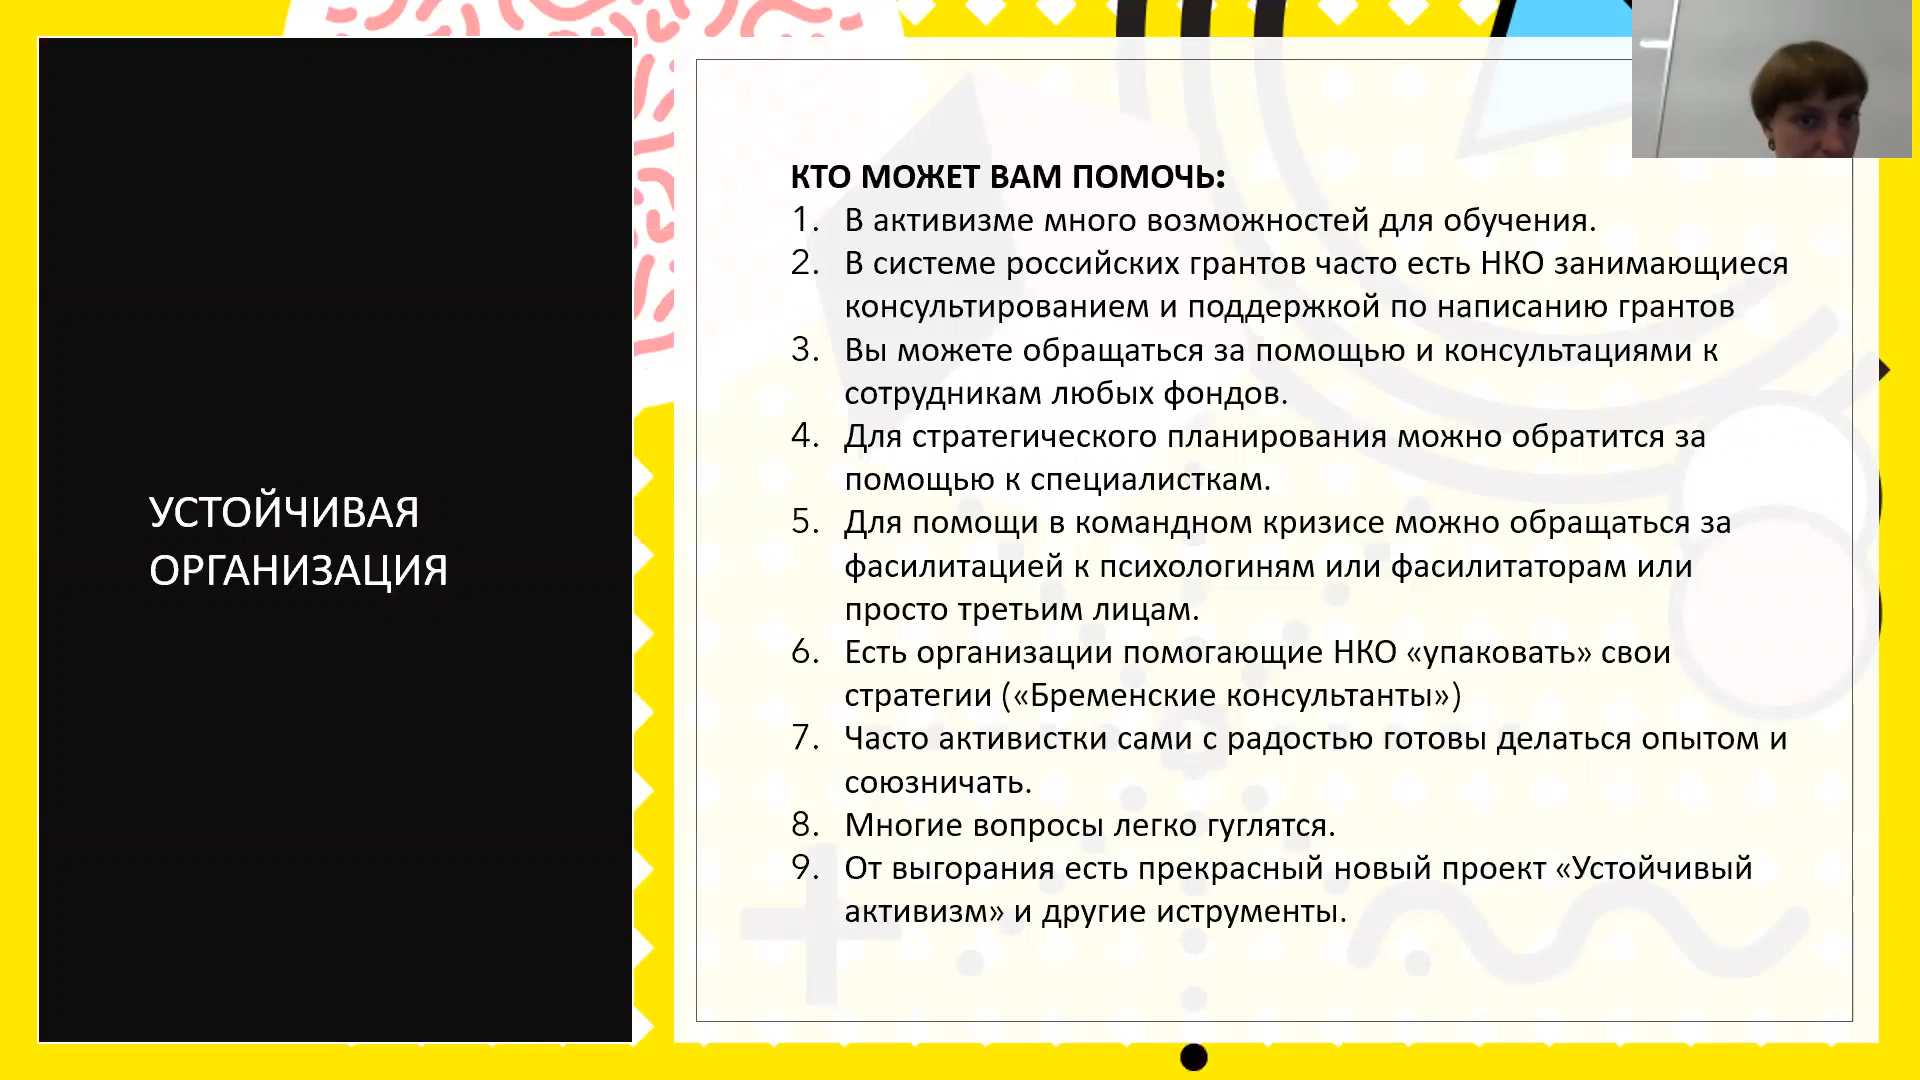 УСТОЙЧИВАЯ
ОРГАНИЗАЦИЯ
КТО МОЖЕТ ВАМ ПОМОЧЬ:
1. В активизме много возможностей для обучения.
2. В системе российских грантов часто есть НКО занимающиеся
консультированием и поддержкой по написанию грантов
3. Вы можете обращаться за помощью и консультациями к
сотрудникам любых фондов.
4. Для стратегического планирования можно обратится за
помощью к специалисткам.
5. Для помощи в командном кризисе можно обращаться за
фасилитацией к психологиням или фасилитаторам или
просто третьим лицам.
6. Есть организации помогающие НКО «упаковать» свои
стратегии («Бременские консультанты»)
7. Часто активистки сами с радостью готовы делаться опытом и
союзничать.
8. Многие вопросы легко гуглятся.
9. От выгорания есть прекрасный новый проект «Устойчивый
активизм» и другие иструменты.